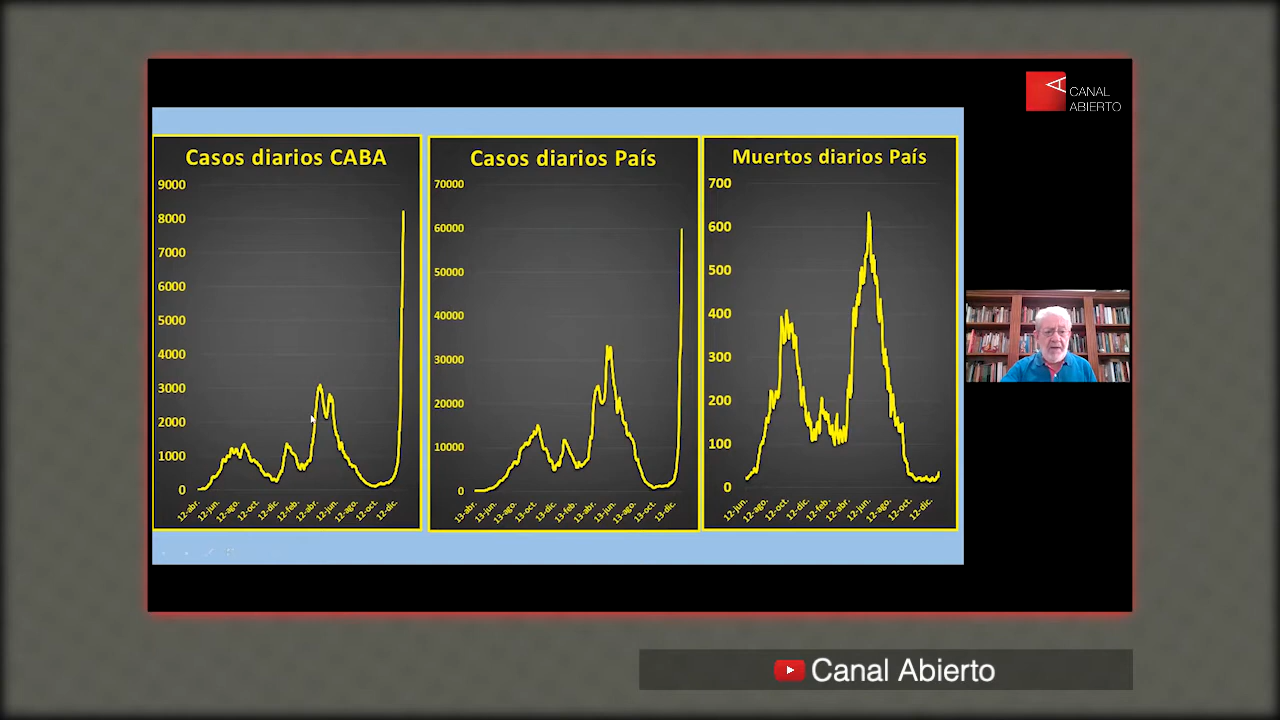 CANAL
ABIERTO
Casos diarios CABA
9000
8000
7000
6000
5000
4000
3000
2000
1000
0
12-abr.
12-jun.
12-ago.
12-oct.
12-dic.
12-feb.
12-abr.
12-jun.
12-ago.
12-oct.
12-dic.
Casos diarios País
70000
60000
50000
40000
30000
20000
10000
0
13-abr.
13-jun.
13-ago.
13-oct.
13-dic.
13-feb.
13-abr.
13-jun.
13-ago.
13-oct.
13-dic.
Muertos diarios País
700
600
500
400
300
200
100
0
12-jun.
12-ago.
12-oct.
12-dic.
12-feb.
12-abr.
12-jun.
12-ago.
12-oct.
12-dic.
Canal Abierto